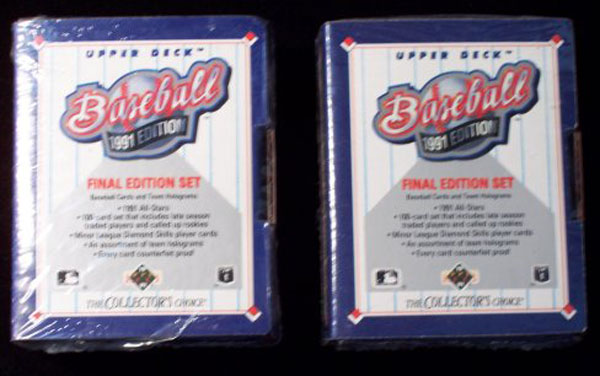 UPPER DECK™
Baseball
1991 EDITION
FINAL EDITION SET
Baseball Cards and Team Holograms
• 1991 All-Stars
• 100-card set that includes late season
traded players and called up rookies
• Minor League Diamond Skills player cards
• An assortment of team holograms
• Every card counterfeit proof
THE COLLECTOR'S CHOICE®
UPPER DECK™
Baseball
1991 EDITION
FINAL EDITION SET
Baseball Cards and Team Holograms
• 1991 All-Stars
• 100-card set that includes late season
traded players and called up rookies
• Minor League Diamond Skills player cards
• An assortment of team holograms
• Every card counterfeit proof
THE COLLECTOR'S CHOICE®